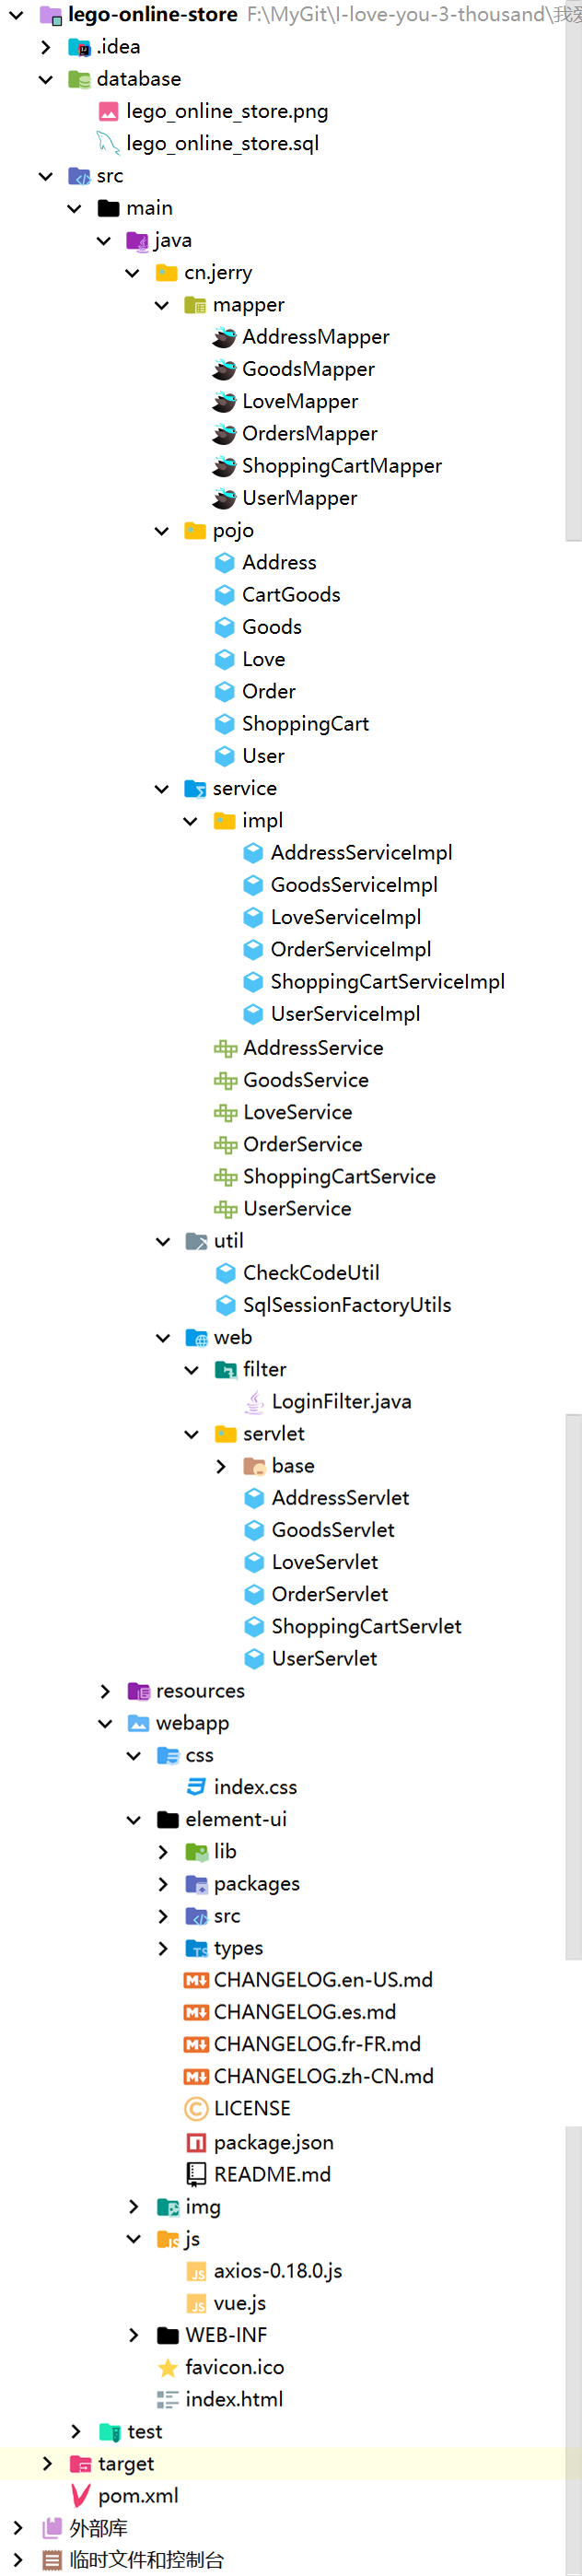 lego-online-store F:\MyGit\I-love-you-3-thousand\我爱
.idea
database
lego_online_store.png
lego_online_store.sql
src
main
java
cn.jerry
mapper
AddressMapper
GoodsMapper
LoveMapper
OrdersMapper
ShoppingCartMapper
UserMapper
pojo
Address
CartGoods
Goods
Love
Order
ShoppingCart
User
service
impl
AddressServiceImpl
GoodsServiceImpl
LoveServiceImpl
OrderServiceImpl
ShoppingCartServiceImpl
UserServiceImpl
AddressService
GoodsService
LoveService
OrderService
ShoppingCartService
UserService
util
CheckCodeUtil
SqlSessionFactoryUtils
web
filter
LoginFilter.java
servlet
base
AddressServlet
GoodsServlet
LoveServlet
OrderServlet
ShoppingCartServlet
UserServlet
resources
webapp
css
index.css
element-ui
lib
packages
src
types
CHANGELOG.en-US.md
CHANGELOG.es.md
CHANGELOG.fr-FR.md
CHANGELOG.zh-CN.md
LICENSE
package.json
README.md
img
js
axios-0.18.0.js
vue.js
WEB-INF
favicon.ico
index.html
test
target
pom.xml
外部库
临时文件和控制台